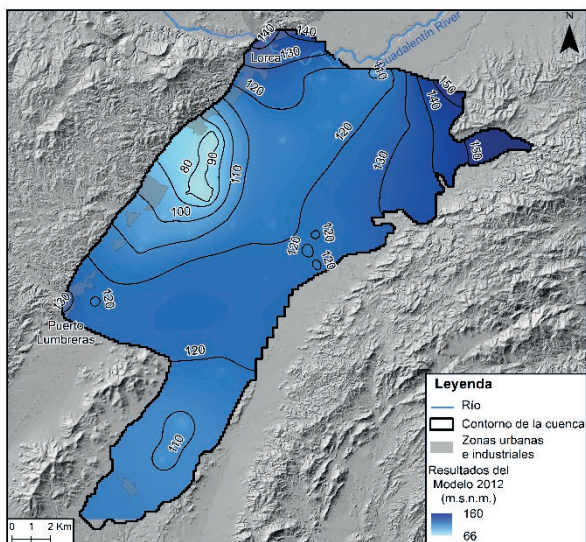 N
140
140
Guadalentín River
Lorca
130
110
120
150
140
120
80
90
110
130
150
100
120
120
120
130
120
Puerto
Lumbreras
120
110
Leyenda
Río
Contorno de la cuenca
Zonas urbanas
e industriales
Resultados del
Modelo 2012
(m.s.n.m.)
160
66
0 1 2 Km